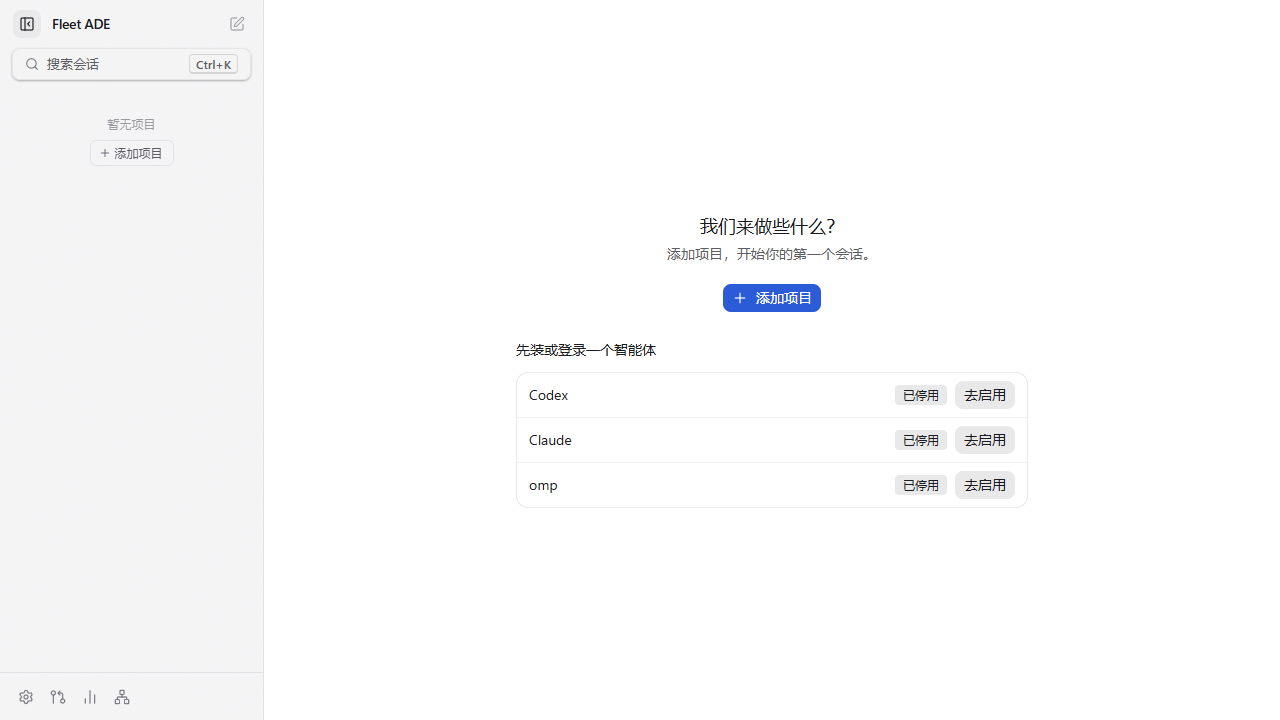 Fleet ADE
搜索会话 Ctrl+K
暂无项目
添加项目
我们来做些什么?
添加项目，开始你的第一个会话。
添加项目
先装或登录一个智能体
Codex 已停用 去启用
Claude 已停用 去启用
omp 已停用 去启用